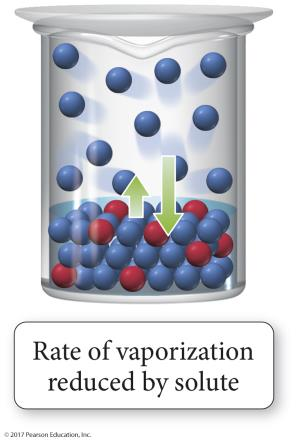 Rate of vaporization
reduced by solute
© 2017 Pearson Education, Inc.